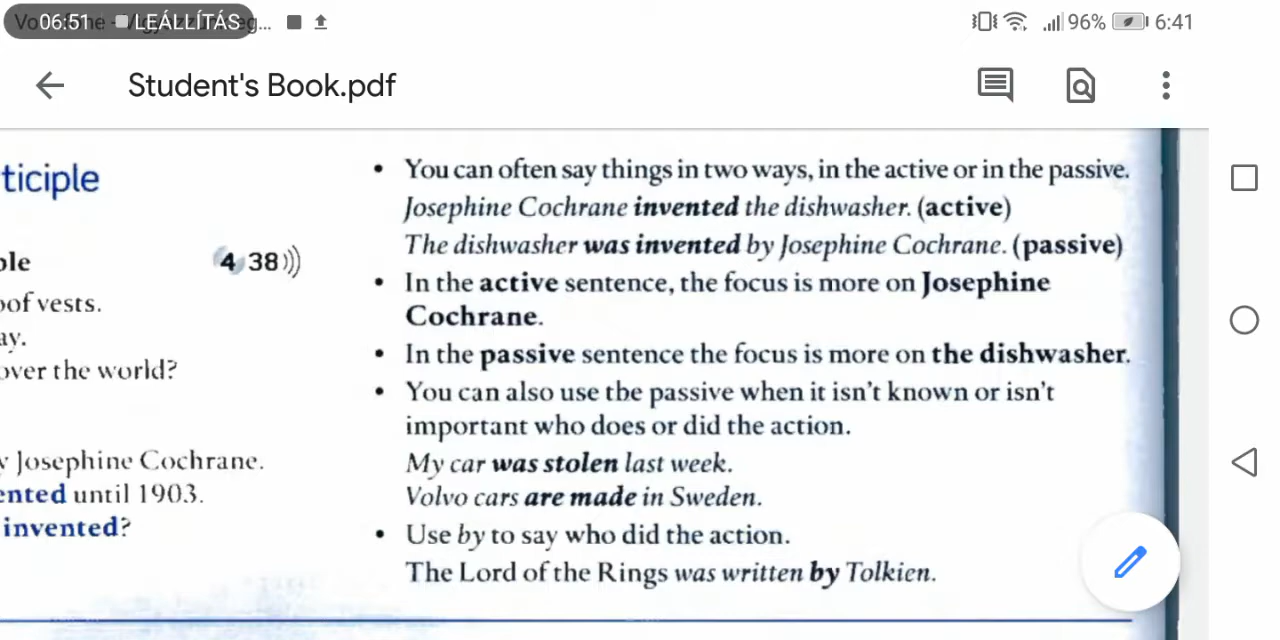 06:51 LEÁLLÍTÁS
96% 6:41
Student's Book.pdf
ticiple
ple
4 38
oof vests.
ay.
over the world?
y Josephine Cochrane.
ented until 1903.
invented?
• You can often say things in two ways, in the active or in the passive.
Josephine Cochrane invented the dishwasher. (active)
The dishwasher was invented by Josephine Cochrane. (passive)
• In the active sentence, the focus is more on Josephine
Cochrane.
• In the passive sentence the focus is more on the dishwasher.
• You can also use the passive when it isn't known or isn't
important who does or did the action.
My car was stolen last week.
Volvo cars are made in Sweden.
• Use by to say who did the action.
The Lord of the Rings was written by Tolkien.